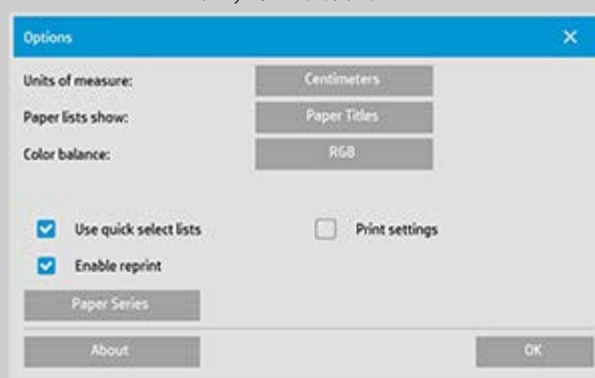 Options
Units of measure: Centimeters
Paper lists show: Paper Titles
Color balance: RGB
Use quick select lists Print settings
Enable reprint
Paper Series
About OK